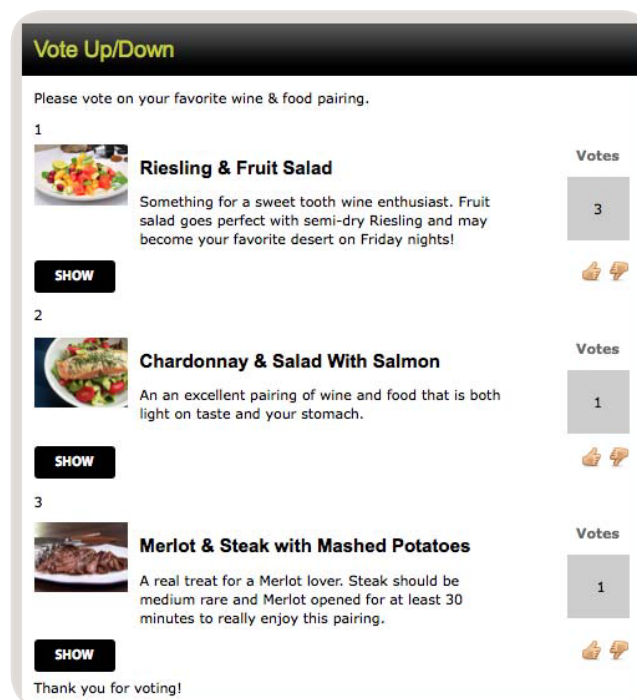 Vote Up/Down
Please vote on your favorite wine & food pairing.
1
Riesling & Fruit Salad
Something for a sweet tooth wine enthusiast. Fruit
salad goes perfect with semi-dry Riesling and may
become your favorite desert on Friday nights!
Votes
3
SHOW
2
Chardonnay & Salad With Salmon
An an excellent pairing of wine and food that is both
light on taste and your stomach.
Votes
1
SHOW
3
Merlot & Steak with Mashed Potatoes
A real treat for a Merlot lover. Steak should be
medium rare and Merlot opened for at least 30
minutes to really enjoy this pairing.
Votes
1
SHOW
Thank you for voting!